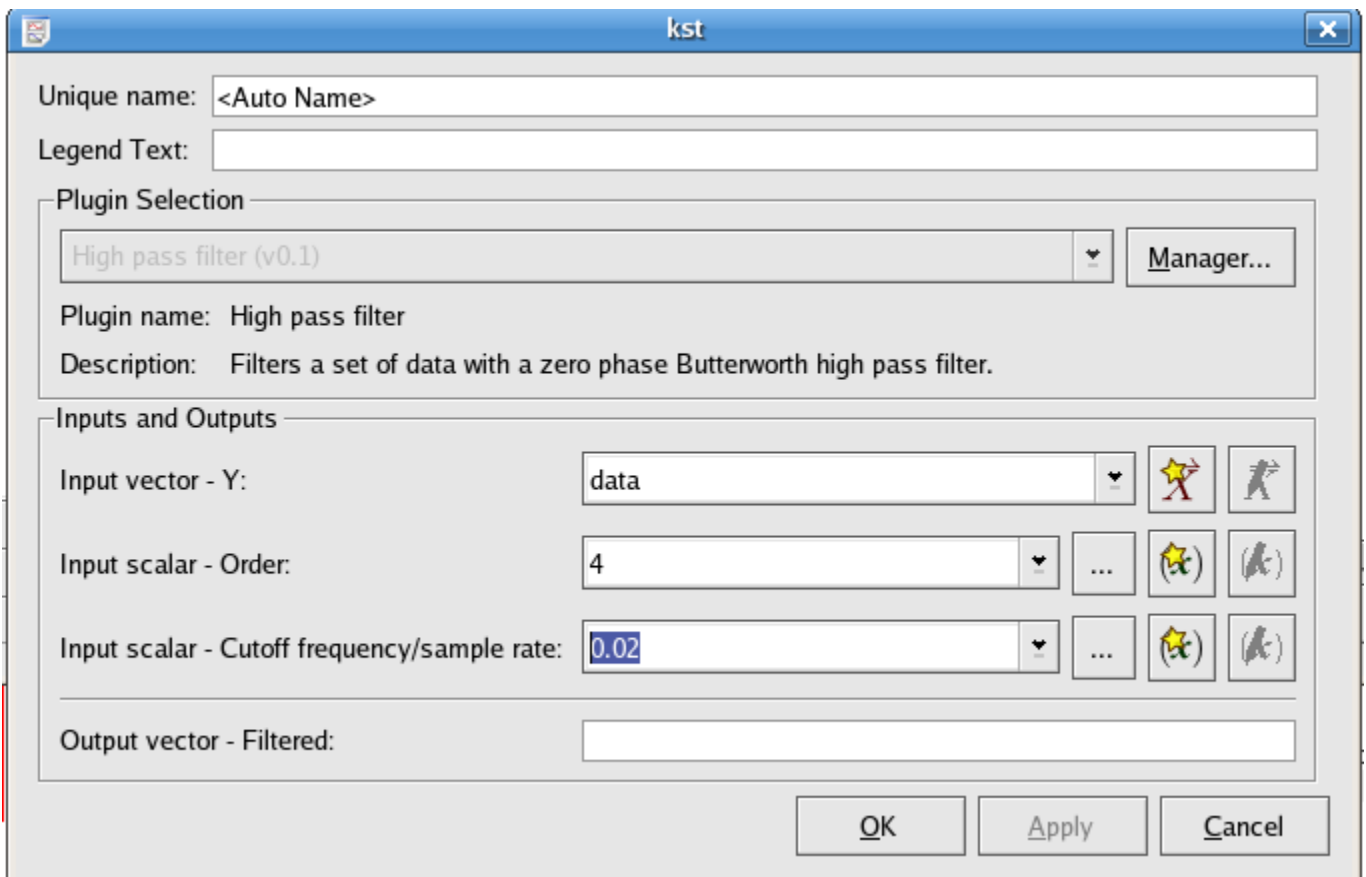 kst
Unique name: <Auto Name>
Legend Text:
Plugin Selection
High pass filter (v0.1) Manager...
Plugin name: High pass filter
Description: Filters a set of data with a zero phase Butterworth high pass filter.
Inputs and Outputs
Input vector - Y: data
Input scalar - Order: 4 ...
Input scalar - Cutoff frequency/sample rate: 0.02 ...
Output vector - Filtered:
OK Apply Cancel